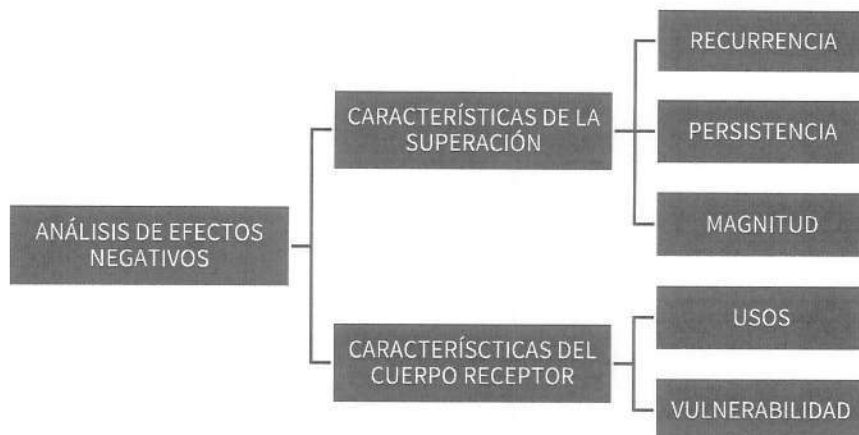 RECURRENCIA
CARACTERÍSTICAS DE LA
SUPERACIÓN
PERSISTENCIA
MAGNITUD
ANÁLISIS DE EFECTOS
NEGATIVOS
USOS
CARACTERÍSCTICAS DEL
CUERPO RECEPTOR
VULNERABILIDAD